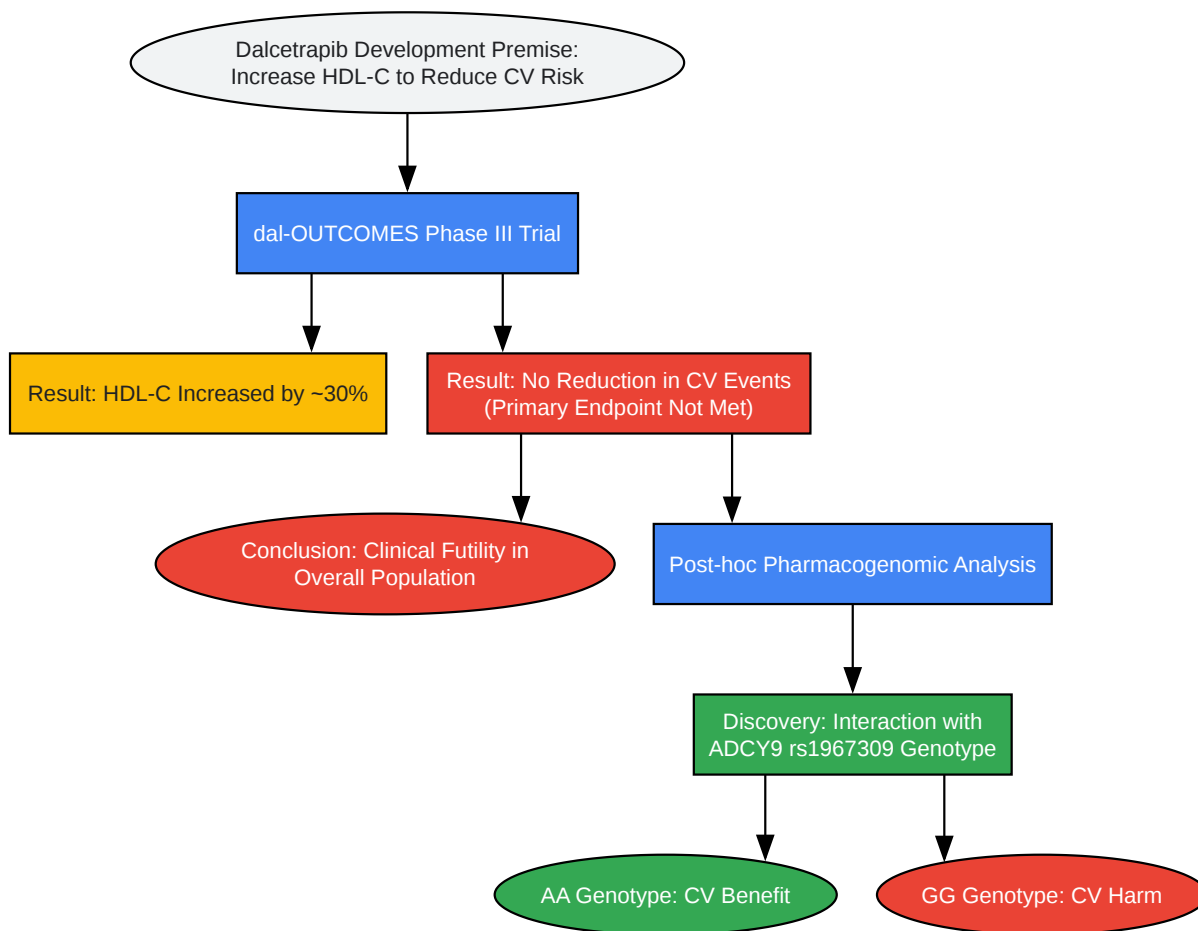 Dalcetrapib Development Premise:
Increase HDL-C to Reduce CV Risk
dal-OUTCOMES Phase III Trial
Result: HDL-C Increased by ~30%
Result: No Reduction in CV Events
(Primary Endpoint Not Met)
Conclusion: Clinical Futility in
Overall Population
Post-hoc Pharmacogenomic Analysis
Discovery: Interaction with
ADCY9 rs1967309 Genotype
AA Genotype: CV Benefit
GG Genotype: CV Harm